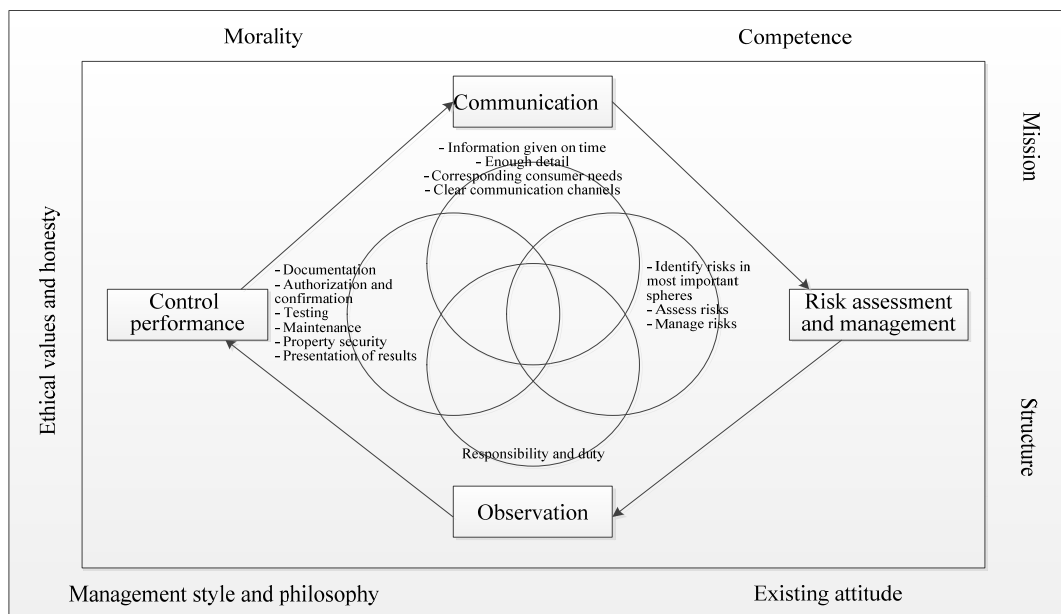 Morality
Competence
Communication
- Information given on time
- Enough detail
- Corresponding consumer needs
- Clear communication channels
Mission
Ethical values and honesty
Control
performance
- Documentation
- Authorization and
confirmation
- Testing
- Maintenance
- Property security
- Presentation of results
- Identify risks in
most important
spheres
- Assess risks
- Manage risks
Risk assessment
and management
Structure
Responsibility and duty
Observation
Management style and philosophy
Existing attitude